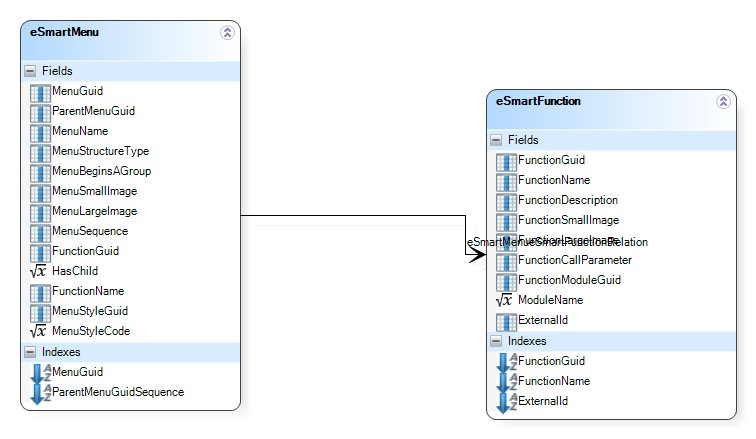 eSmartMenu
Fields
MenuGuid
ParentMenuGuid
MenuName
MenuStructureType
MenuBeginsAGroup
MenuSmallImage
MenuLargeImage
MenuSequence
FunctionGuid
HasChild
FunctionName
MenuStyleGuid
MenuStyleCode
Indexes
MenuGuid
ParentMenuGuidSequence
eSmartMenueSmartFunctionRelation
eSmartFunction
Fields
FunctionGuid
FunctionName
FunctionDescription
FunctionSmallImage
FunctionLargeImage
FunctionCallParameter
FunctionModuleGuid
ModuleName
ExternalId
Indexes
FunctionGuid
FunctionName
ExternalId